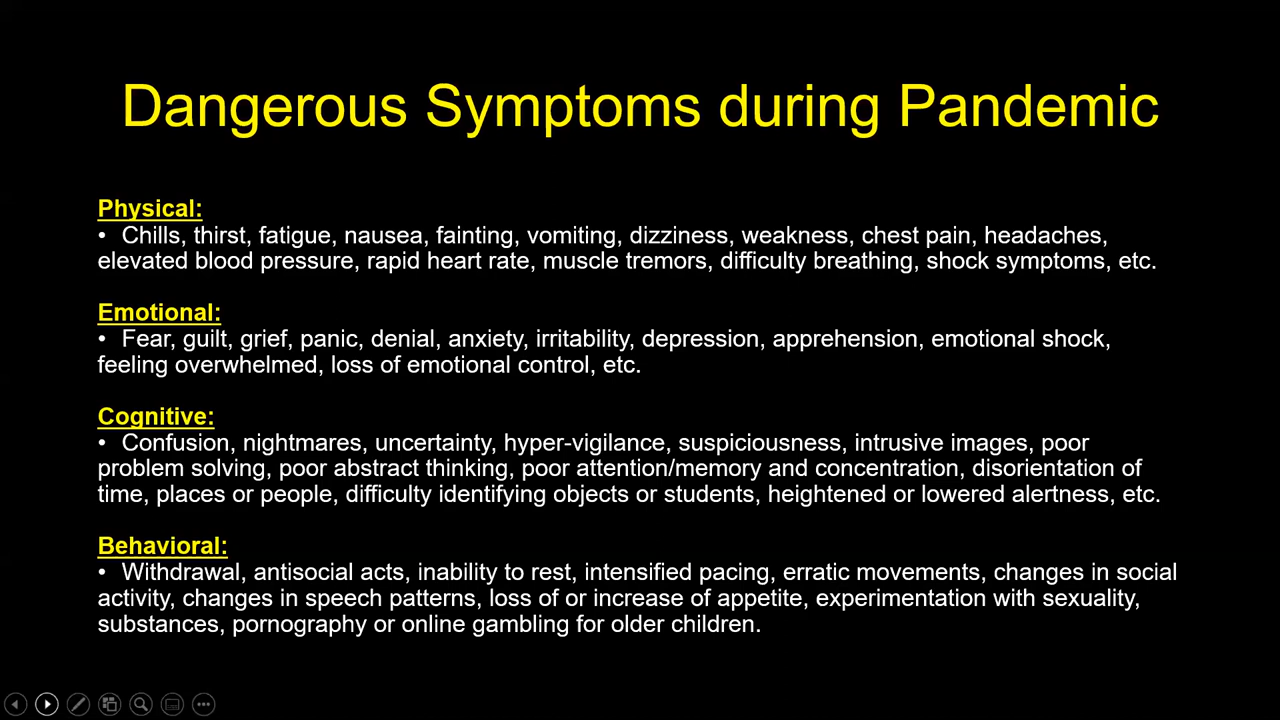 Dangerous Symptoms during Pandemic
Physical:
• Chills, thirst, fatigue, nausea, fainting, vomiting, dizziness, weakness, chest pain, headaches,
elevated blood pressure, rapid heart rate, muscle tremors, difficulty breathing, shock symptoms, etc.
Emotional:
• Fear, guilt, grief, panic, denial, anxiety, irritability, depression, apprehension, emotional shock,
feeling overwhelmed, loss of emotional control, etc.
Cognitive:
• Confusion, nightmares, uncertainty, hyper-vigilance, suspiciousness, intrusive images, poor
problem solving, poor abstract thinking, poor attention/memory and concentration, disorientation of
time, places or people, difficulty identifying objects or students, heightened or lowered alertness, etc.
Behavioral:
• Withdrawal, antisocial acts, inability to rest, intensified pacing, erratic movements, changes in social
activity, changes in speech patterns, loss of or increase of appetite, experimentation with sexuality,
substances, pornography or online gambling for older children.